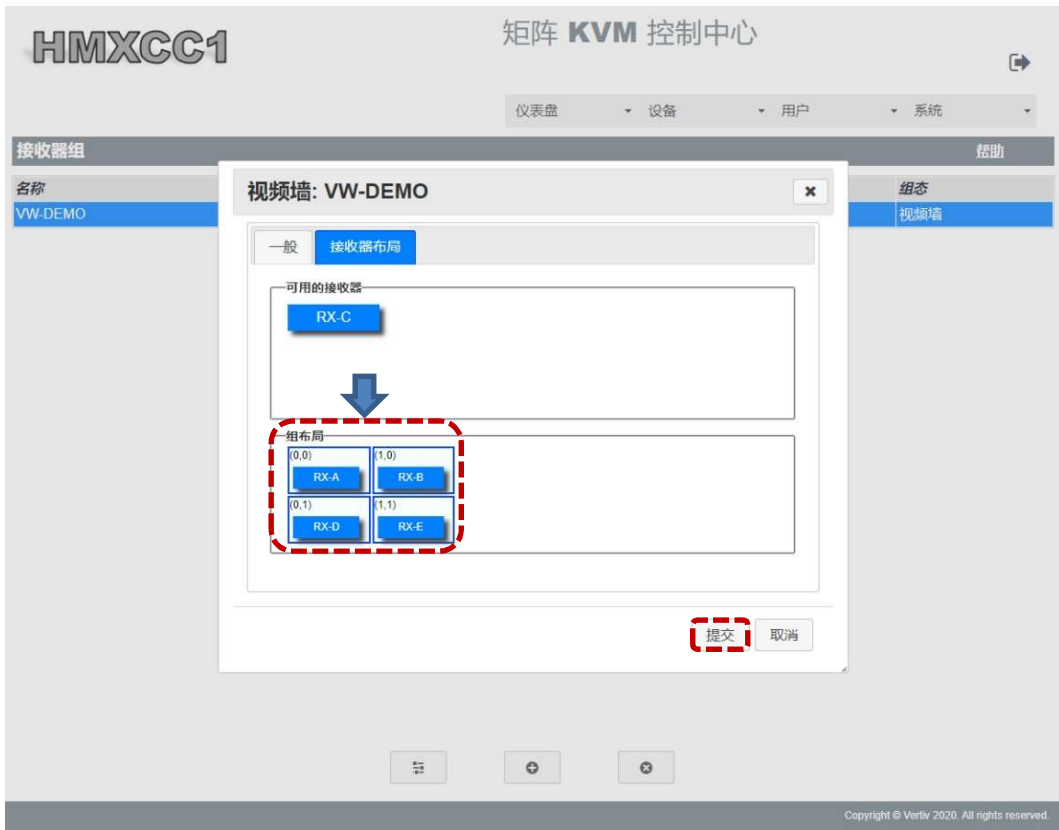 HMXCC1
矩阵 KVM 控制中心
仪表盘 设备 用户 系统
接收器组 帮助
名称 组态
VW-DEMO 视频墙
视频墙: VW-DEMO
一般 接收器布局
可用的接收器
RX-C
组布局
(0,0) (1,0)
RX-A RX-B
(0,1) (1,1)
RX-D RX-E
提交 取消
Copyright © Vertiv 2020. All rights reserved.